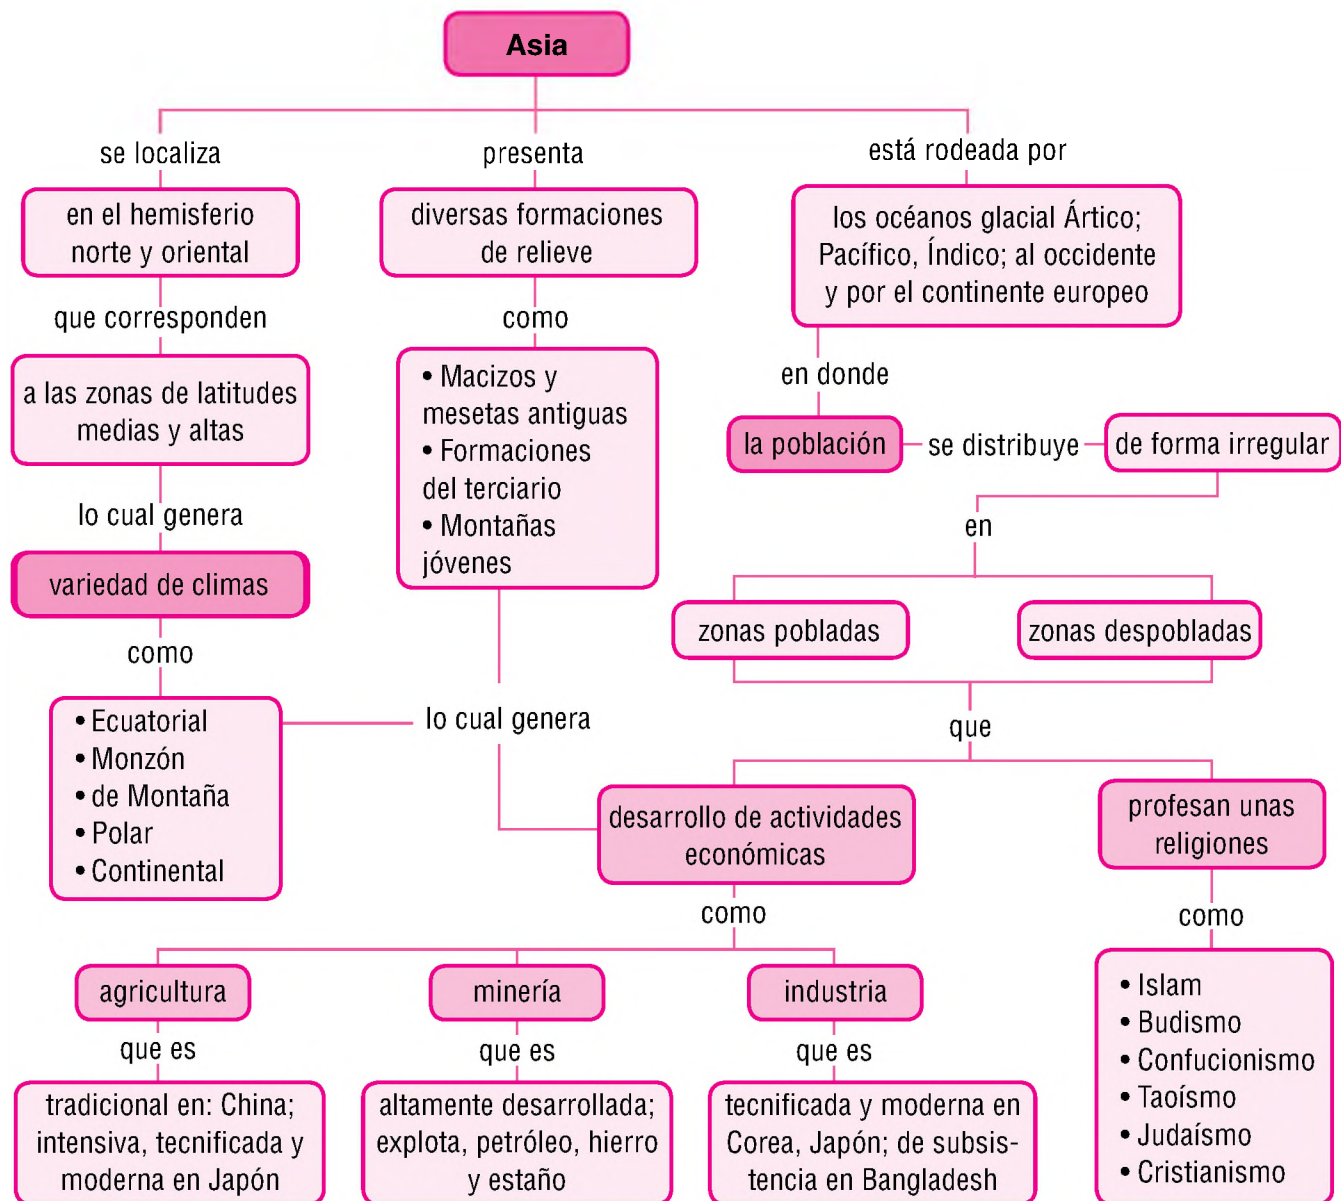 Asia
se localiza
en el hemisferio
norte y oriental
que corresponden
a las zonas de latitudes
medias y altas
lo cual genera
variedad de climas
como
• Ecuatorial
• Monzón
• de Montaña
• Polar
• Continental
presenta
diversas formaciones
de relieve
como
• Macizos y
mesetas antiguas
• Formaciones
del terciario
• Montañas
jóvenes
lo cual genera
está rodeada por
los océanos glacial Ártico;
Pacífico, Índico; al occidente
y por el continente europeo
en donde
la población
se distribuye
de forma irregular
en
zonas pobladas
zonas despobladas
que
desarrollo de actividades
económicas
como
agricultura
que es
tradicional en: China;
intensiva, tecnificada y
moderna en Japón
minería
que es
altamente desarrollada;
explota, petróleo, hierro
y estaño
industria
que es
tecnificada y moderna en
Corea, Japón; de subsis-
tencia en Bangladesh
profesan unas
religiones
como
• Islam
• Budismo
• Confucionismo
• Taoísmo
• Judaísmo
• Cristianismo